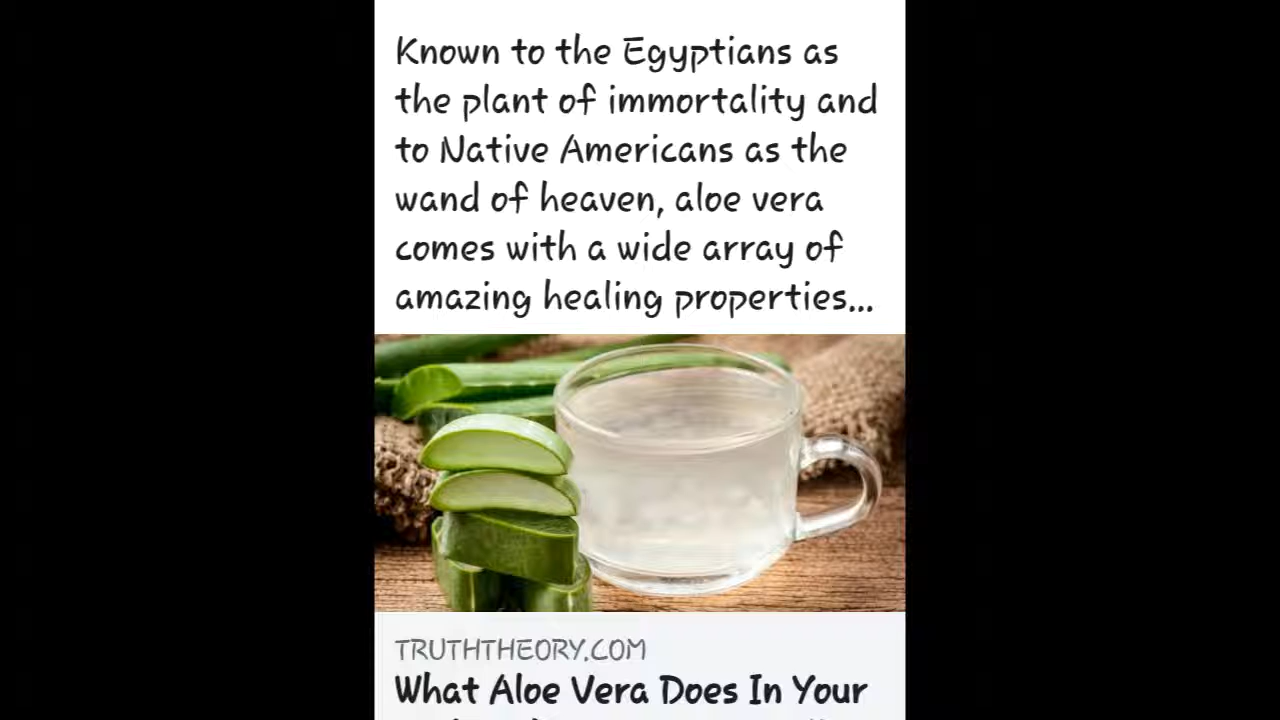 Known to the Egyptians as
the plant of immortality and
to Native Americans as the
wand of heaven, aloe vera
comes with a wide array of
amazing healing properties...
TRUTHTHEORY.COM
What Aloe Vera Does In Your